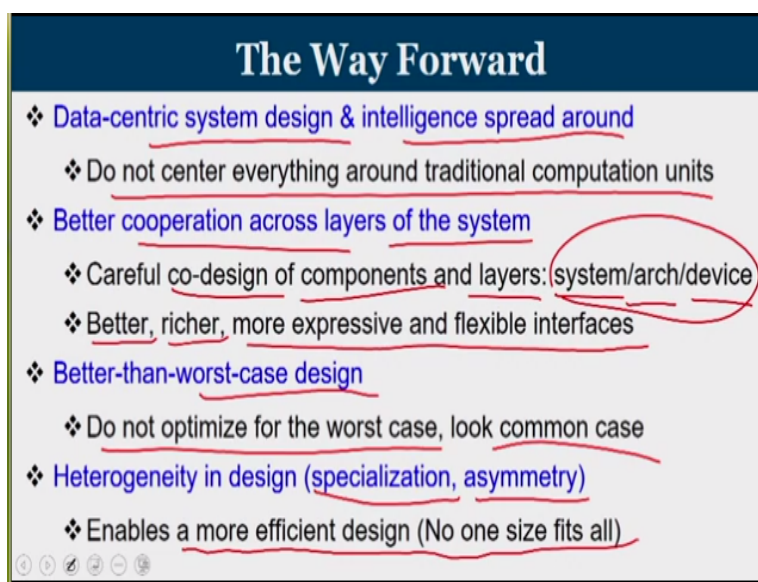 The Way Forward
❖ Data-centric system design & intelligence spread around
❖ Do not center everything around traditional computation units
❖ Better cooperation across layers of the system
❖ Careful co-design of components and layers: system/arch/device
❖ Better, richer, more expressive and flexible interfaces
❖ Better-than-worst-case design
❖ Do not optimize for the worst case, look common case
❖ Heterogeneity in design (specialization, asymmetry)
❖ Enables a more efficient design (No one size fits all)